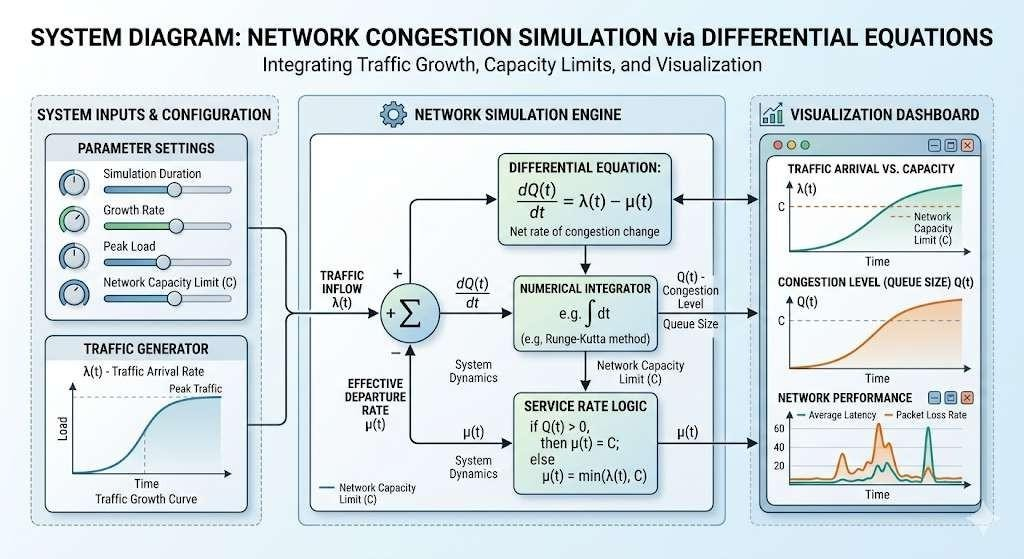 SYSTEM DIAGRAM: NETWORK CONGESTION SIMULATION via DIFFERENTIAL EQUATIONS
Integrating Traffic Growth, Capacity Limits, and Visualization
SYSTEM INPUTS & CONFIGURATION
PARAMETER SETTINGS
Simulation Duration
Growth Rate
Peak Load
Network Capacity Limit (C)
TRAFFIC GENERATOR
λ(t) - Traffic Arrival Rate
Peak Traffic
Load
Time
Traffic Growth Curve
NETWORK SIMULATION ENGINE
TRAFFIC
INFLOW
λ(t)
+
+ Σ
−
EFFECTIVE
DEPARTURE
RATE
μ(t)
dQ(t)
dt
System
Dynamics
μ(t)
System
Dynamics
DIFFERENTIAL EQUATION:
dQ(t)/dt = λ(t) − μ(t)
Net rate of congestion change
NUMERICAL INTEGRATOR
e.g. ∫ dt
(e.g, Runge-Kutta method)
Q(t) -
Congestion
Level
Queue Size
Network Capacity
Limit (C)
SERVICE RATE LOGIC
if Q(t) > 0,
then μ(t) = C;
else
μ(t) = min(λ(t), C)
μ(t)
Network Capacity
Limit (C)
VISUALIZATION DASHBOARD
TRAFFIC ARRIVAL VS. CAPACITY
λ(t)
C
Network
Capacity
Limit (C)
Time
CONGESTION LEVEL (QUEUE SIZE) Q(t)
Q(t)
C
Time
NETWORK PERFORMANCE
Average Latency Packet Loss Rate
60
40
20
Time